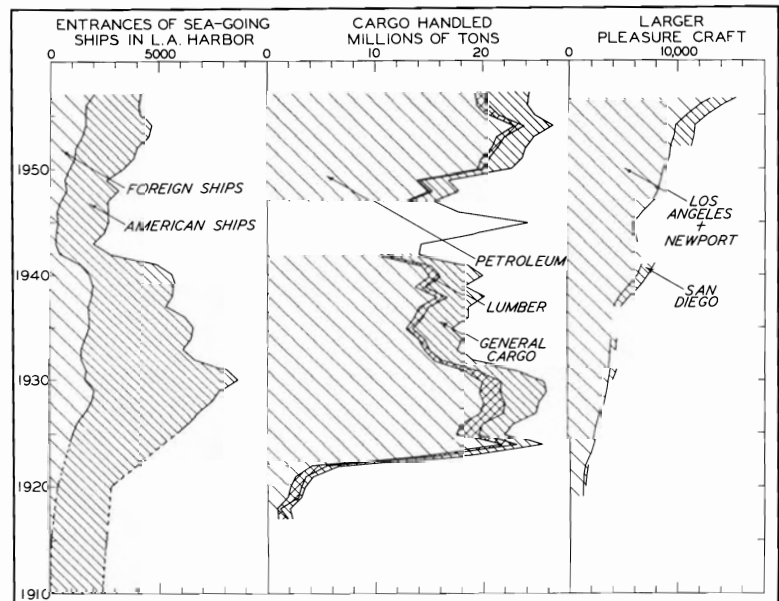 ENTRANCES OF SEA-GOING
SHIPS IN L.A. HARBOR
5000
CARGO HANDLED
MILLIONS OF TONS
0 10 20
LARGER
PLEASURE CRAFT
0 10,000
1950
1940
1930
1920
1910
FOREIGN SHIPS
AMERICAN SHIPS
PETROLEUM
LUMBER
GENERAL
CARGO
LOS
ANGELES
+
NEWPORT
SAN
DIEGO